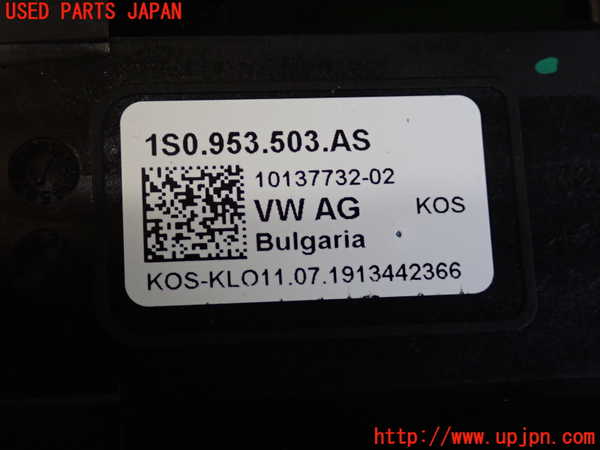 USED PARTS JAPAN
1S0.953.503.AS
10137732-02
VW AG KOS
Bulgaria
KOS-KLO11.07.1913442366
1610719237
http://www.upjpn.com/